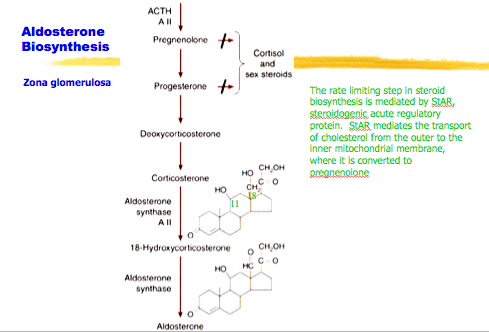 Aldosterone
Biosynthesis
Zona glomerulosa
ACTH
A II
Pregnenolone
Progesterone
Cortisol
and
sex steroids
Deoxycorticosterone
Corticosterone
Aldosterone
synthase
A II
HO
CH₂OH
C O
HO
CH₂
18
11
O
18-Hydroxycorticosterone
Aldosterone
synthase
CH₂OH
O C O
HO
HC
O
Aldosterone
The rate limiting step in steroid
biosynthesis is mediated by StAR,
steroidogenic acute regulatory
protein. StAR mediates the transport
of cholesterol from the outer to the
inner mitochondrial membrane,
where it is converted to
pregnenolone